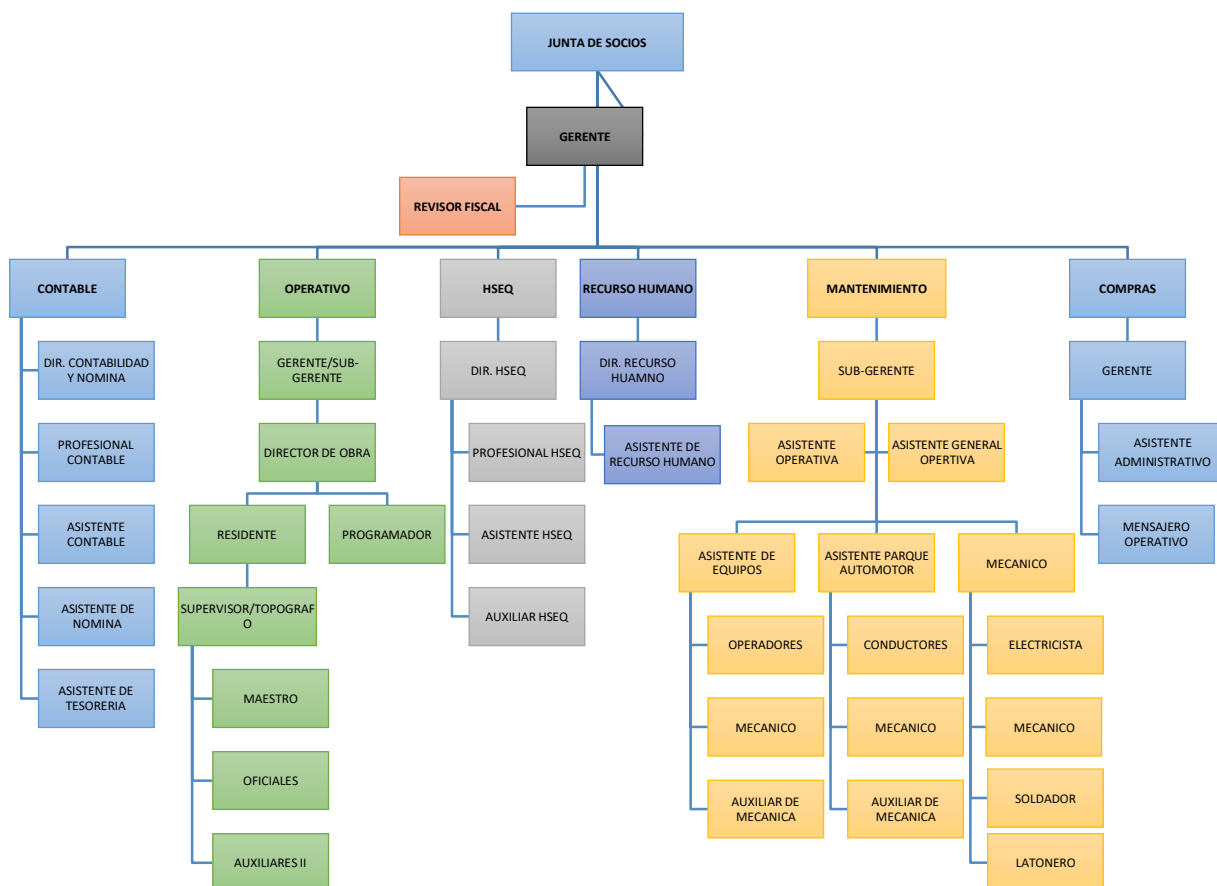 JUNTA DE SOCIOS
GERENTE
REVISOR FISCAL
CONTABLE
OPERATIVO
HSEQ
RECURSO HUMANO
MANTENIMIENTO
COMPRAS
DIR. CONTABILIDAD
Y NOMINA
GERENTE/SUB-
GERENTE
DIR. HSEQ
DIR. RECURSO
HUAMNO
SUB-GERENTE
GERENTE
PROFESIONAL
CONTABLE
DIRECTOR DE OBRA
PROFESIONAL HSEQ
ASISTENTE DE
RECURSO HUMANO
ASISTENTE
OPERATIVA
ASISTENTE GENERAL
OPERTIVA
ASISTENTE
ADMINISTRATIVO
ASISTENTE
CONTABLE
RESIDENTE
PROGRAMADOR
ASISTENTE HSEQ
ASISTENTE DE
EQUIPOS
ASISTENTE PARQUE
AUTOMOTOR
MECANICO
MENSAJERO
OPERATIVO
ASISTENTE DE
NOMINA
SUPERVISOR/TOPOGRAF
O
AUXILIAR HSEQ
OPERADORES
CONDUCTORES
ELECTRICISTA
ASISTENTE DE
TESORERIA
MAESTRO
MECANICO
MECANICO
MECANICO
OFICIALES
AUXILIAR DE
MECANICA
AUXILIAR DE
MECANICA
SOLDADOR
AUXILIARES II
LATONERO